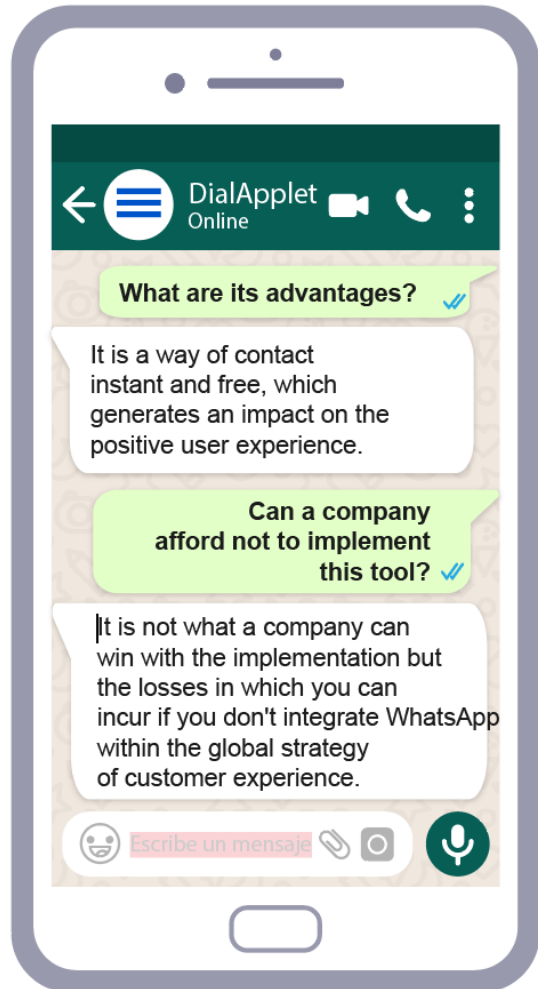 DialApplet
Online
What are its advantages?
It is a way of contact
instant and free, which
generates an impact on the
positive user experience.
Can a company
afford not to implement
this tool?
It is not what a company can
win with the implementation but
the losses in which you can
incur if you don't integrate WhatsApp
within the global strategy
of customer experience.
Escribe un mensaje